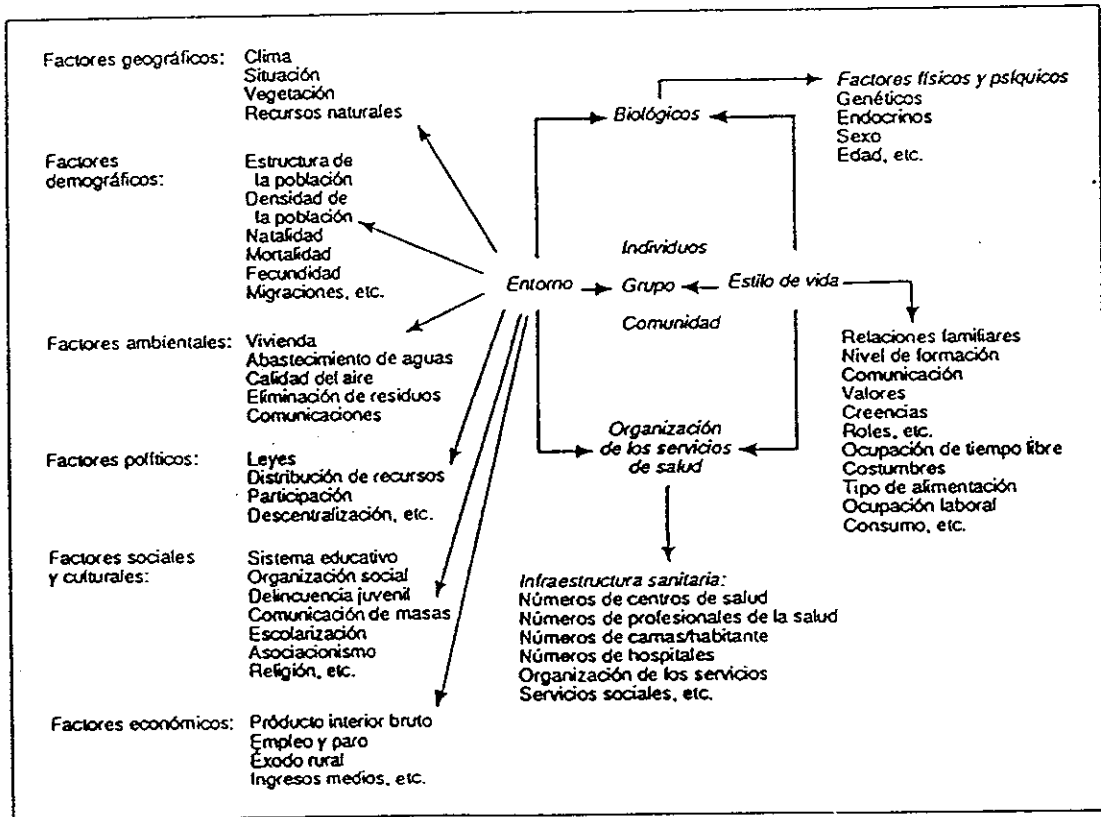 Factores geográficos: Clima
Situación
Vegetación
Recursos naturales
Factores
demográficos:
Estructura de
la población
Densidad de
la población
Natalidad
Mortalidad
Fecundidad
Migraciones, etc.
Factores ambientales: Vivienda
Abastecimiento de aguas
Calidad del aire
Eliminación de residuos
Comunicaciones
Factores políticos: Leyes
Distribución de recursos
Participación
Descentralización, etc.
Factores sociales
y culturales:
Sistema educativo
Organización social
Delincuencia juvenil
Comunicación de masas
Escolarización
Asociacionismo
Religión, etc.
Factores económicos: Producto interior bruto
Empleo y paro
Éxodo rural
Ingresos medios, etc.
Biológicos
Factores físicos y psíquicos
Genéticos
Endocrinos
Sexo
Edad, etc.
Individuos
Entorno Grupo Estilo de vida
Comunidad
Relaciones familiares
Nivel de formación
Comunicación
Valores
Creencias
Roles, etc.
Ocupación de tiempo libre
Costumbres
Tipo de alimentación
Ocupación laboral
Consumo, etc.
Organización
de los servicios
de salud
Infraestructura sanitaria:
Números de centros de salud
Números de profesionales de la salud
Números de camas/habitante
Números de hospitales
Organización de los servicios
Servicios sociales, etc.